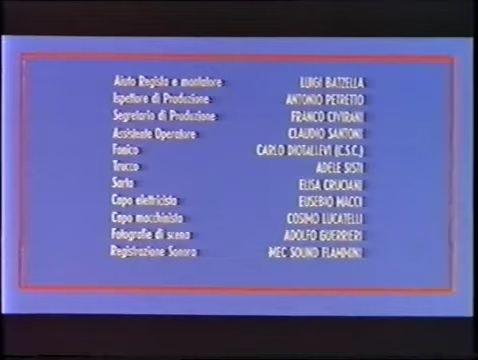 Aiuto Regista e montatore LUIGI BATZELLA
Ispettore di Produzione ANTONIO PETRETTO
Segretario di Produzione FRANCO CIVIRANI
Assistente Operatore CLAUDIO SANTONI
Fonico CARLO DIOTALLEVI (C.S.C.)
Trucco ADELE SISTI
Sarta ELISA CRUCIANI
Capo elettricista EUSEBIO MACCI
Capo macchinista COSIMO LUCATELLI
Fotografie di scena ADOLFO GUERRIERI
Registrazione Sonora MEC SOUND FLAMMINI